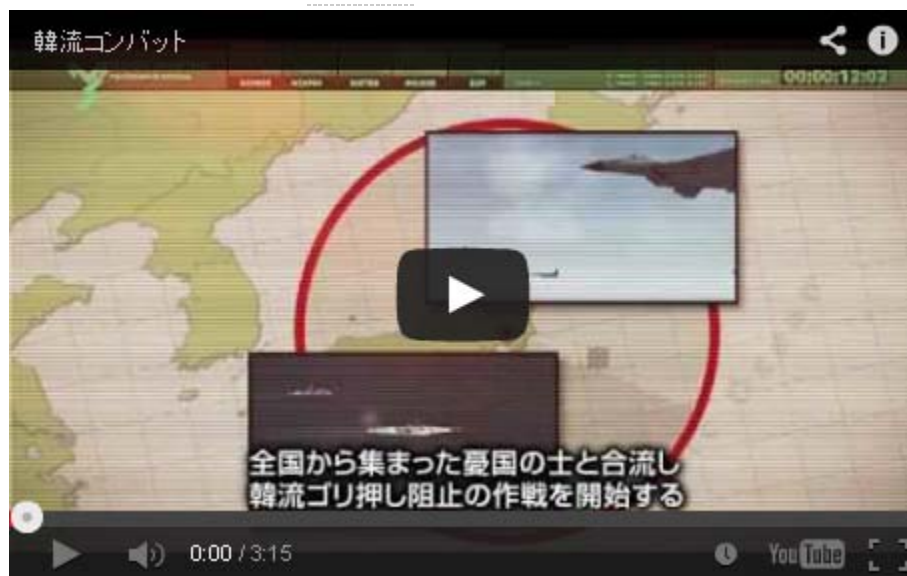 韓流コンバット
00:00:12:02
全国から集まった憂国の士と合流し
韓流ゴリ押し阻止の作戦を開始する
0:00 / 3:15
YouTube